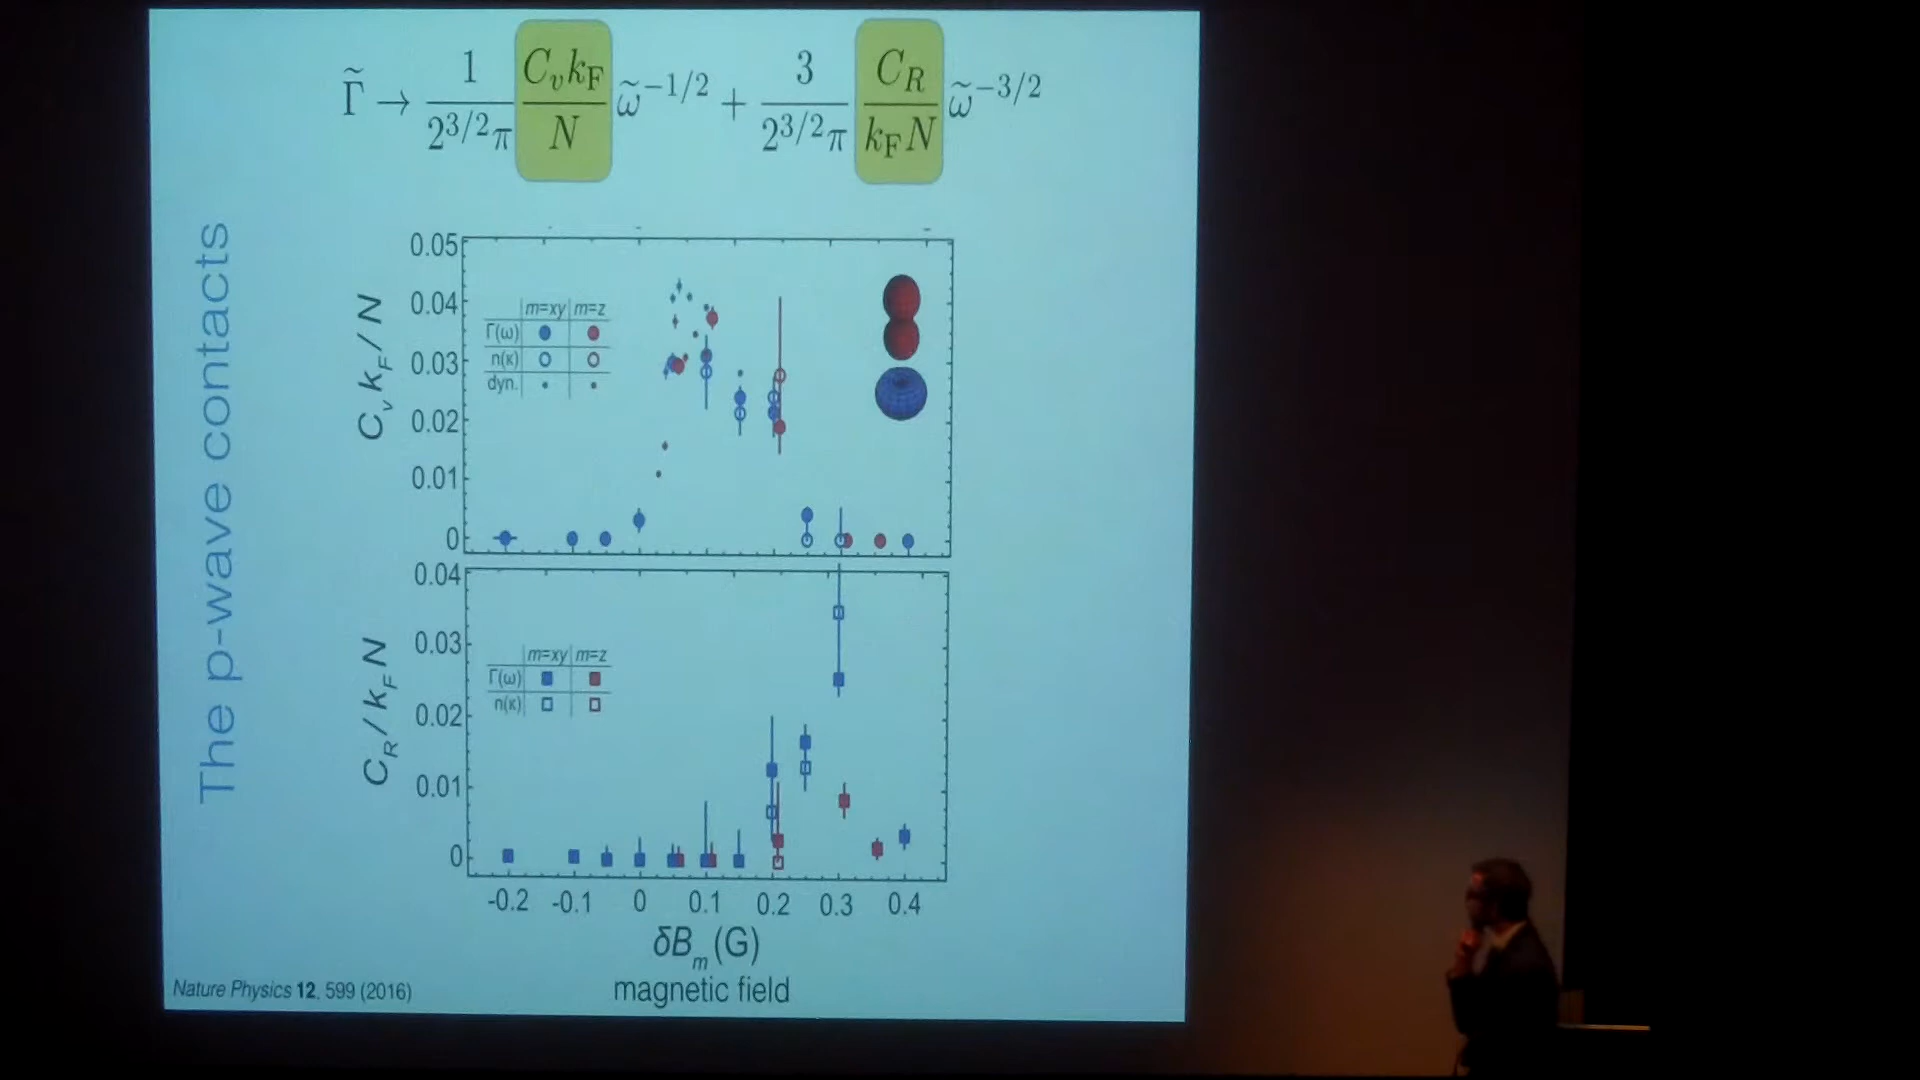 Γ̃ → 1/(2^{3/2}π) C_v k_F/N ω̃^{-1/2} + 3/(2^{3/2}π) C_R/(k_F N) ω̃^{-3/2}
The p-wave contacts
C_v k_F / N
0.05
0.04
0.03
0.02
0.01
0
m=xy m=z
Γ(ω)
n(κ)
dyn.
C_R / k_F N
0.04
0.03
0.02
0.01
0
m=xy m=z
Γ(ω)
n(κ)
-0.2 -0.1 0 0.1 0.2 0.3 0.4
δB_m (G)
magnetic field
Nature Physics 12, 599 (2016)